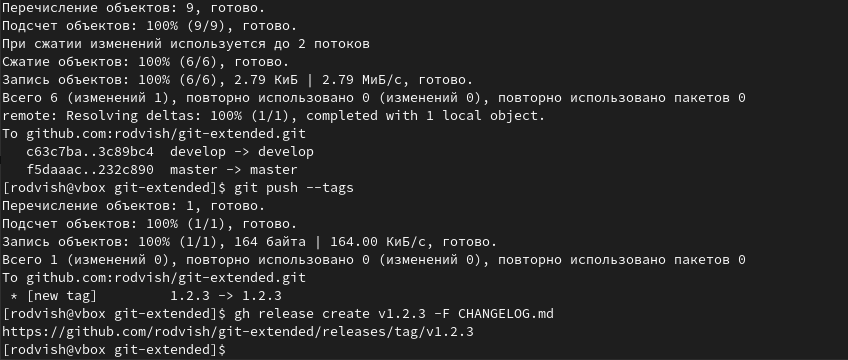 Перечисление объектов: 9, готово.
Подсчет объектов: 100% (9/9), готово.
При сжатии изменений используется до 2 потоков
Сжатие объектов: 100% (6/6), готово.
Запись объектов: 100% (6/6), 2.79 КиБ | 2.79 МиБ/с, готово.
Всего 6 (изменений 1), повторно использовано 0 (изменений 0), повторно использовано пакетов 0
remote: Resolving deltas: 100% (1/1), completed with 1 local object.
To github.com:rodvish/git-extended.git
   c63c7ba..3c89bc4  develop -> develop
   f5daaac..232c890  master -> master
[rodvish@vbox git-extended]$ git push --tags
Перечисление объектов: 1, готово.
Подсчет объектов: 100% (1/1), готово.
Запись объектов: 100% (1/1), 164 байта | 164.00 КиБ/с, готово.
Всего 1 (изменений 0), повторно использовано 0 (изменений 0), повторно использовано пакетов 0
To github.com:rodvish/git-extended.git
 * [new tag]         1.2.3 -> 1.2.3
[rodvish@vbox git-extended]$ gh release create v1.2.3 -F CHANGELOG.md
https://github.com/rodvish/git-extended/releases/tag/v1.2.3
[rodvish@vbox git-extended]$